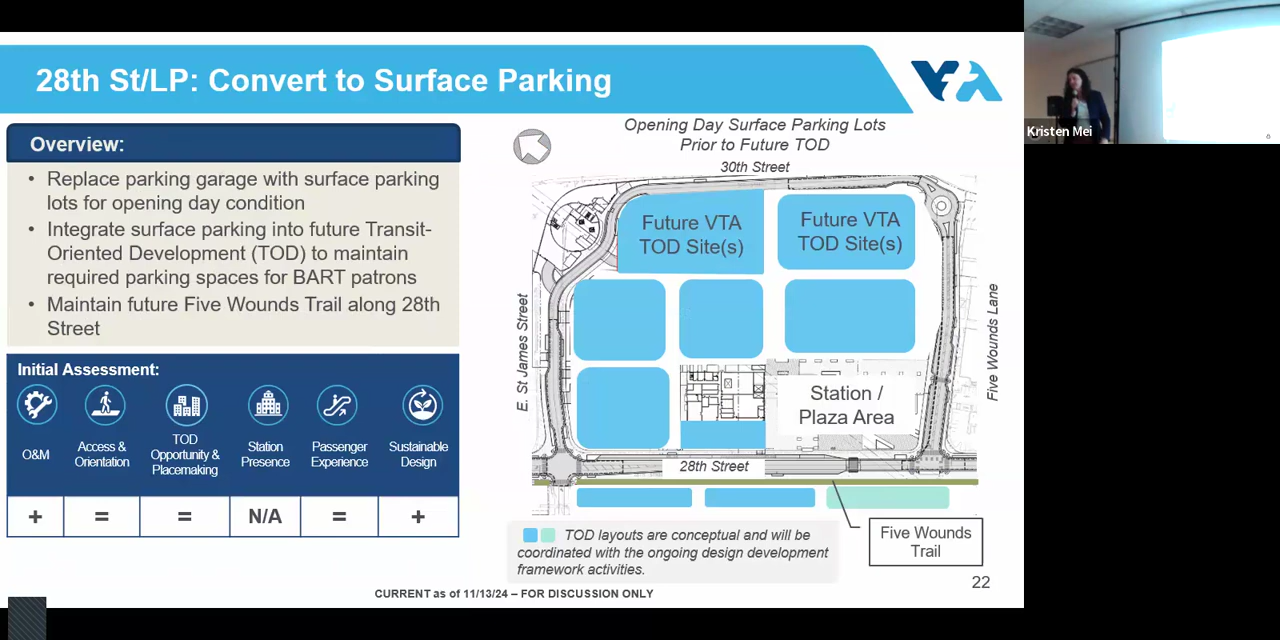 28th St/LP: Convert to Surface Parking
VTA
Kristen Mei
Overview:
• Replace parking garage with surface parking
lots for opening day condition
• Integrate surface parking into future Transit-
Oriented Development (TOD) to maintain
required parking spaces for BART patrons
• Maintain future Five Wounds Trail along 28th
Street
Initial Assessment:
O&M
Access &
Orientation
TOD
Opportunity &
Placemaking
Station
Presence
Passenger
Experience
Sustainable
Design
+
=
=
N/A
=
+
Opening Day Surface Parking Lots
Prior to Future TOD
30th Street
Future VTA
TOD Site(s)
Future VTA
TOD Site(s)
E. St James Street
Five Wounds Lane
Station /
Plaza Area
28th Street
Five Wounds
Trail
TOD layouts are conceptual and will be
coordinated with the ongoing design development
framework activities.
22
CURRENT as of 11/13/24 – FOR DISCUSSION ONLY